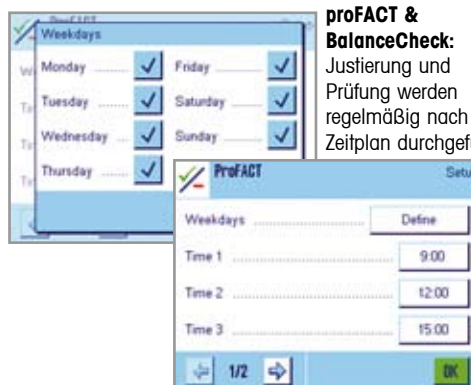 proFACT &
BalanceCheck:
Justierung und
Prüfung werden
regelmäßig nach
Zeitplan
Weekdays
Monday ........ ✓ Friday ........ ✓
Tuesday ........ ✓ Saturday ........ ✓
Wednesday ... ✓ Sunday ........ ✓
Thursday ........ ✓
ProFACT
Weekdays Define
Time 1 9:00
Time 2 12:00
Time 3 15:00
1/2 OK